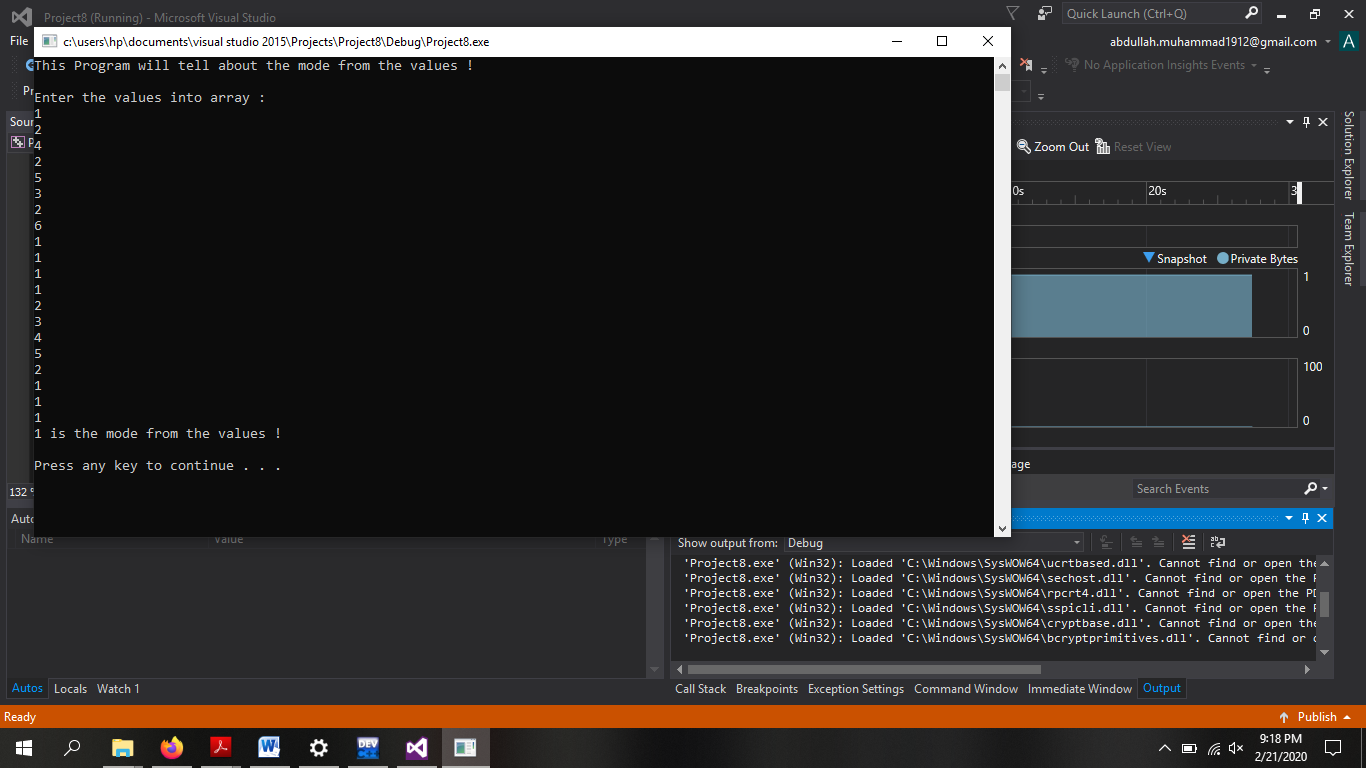 Project8 (Running) - Microsoft Visual Studio
Quick Launch (Ctrl+Q)
File
abdullah.muhammad1912@gmail.com
A
No Application Insights Events
c:\users\hp\documents\visual studio 2015\Projects\Project8\Debug\Project8.exe
This Program will tell about the mode from the values !
Enter the values into array :
1
2
4
2
5
3
2
6
1
1
1
1
2
3
4
5
2
1
1
1
1 is the mode from the values !
Press any key to continue . . .
Zoom Out
Reset View
0s
20s
3
Snapshot
Private Bytes
1
0
100
0
Solution Explorer
Team Explorer
Search Events
132 %
Name
Value
Type
Show output from:
Debug
'Project8.exe' (Win32): Loaded 'C:\Windows\SysWOW64\ucrtbased.dll'. Cannot find or open the
'Project8.exe' (Win32): Loaded 'C:\Windows\SysWOW64\sechost.dll'. Cannot find or open the P
'Project8.exe' (Win32): Loaded 'C:\Windows\SysWOW64\rpcrt4.dll'. Cannot find or open the PD
'Project8.exe' (Win32): Loaded 'C:\Windows\SysWOW64\sspicli.dll'. Cannot find or open the P
'Project8.exe' (Win32): Loaded 'C:\Windows\SysWOW64\cryptbase.dll'. Cannot find or open the
'Project8.exe' (Win32): Loaded 'C:\Windows\SysWOW64\bcryptprimitives.dll'. Cannot find or o
Autos
Locals
Watch 1
Call Stack
Breakpoints
Exception Settings
Command Window
Immediate Window
Output
Ready
Publish
DEV
9:18 PM
2/21/2020